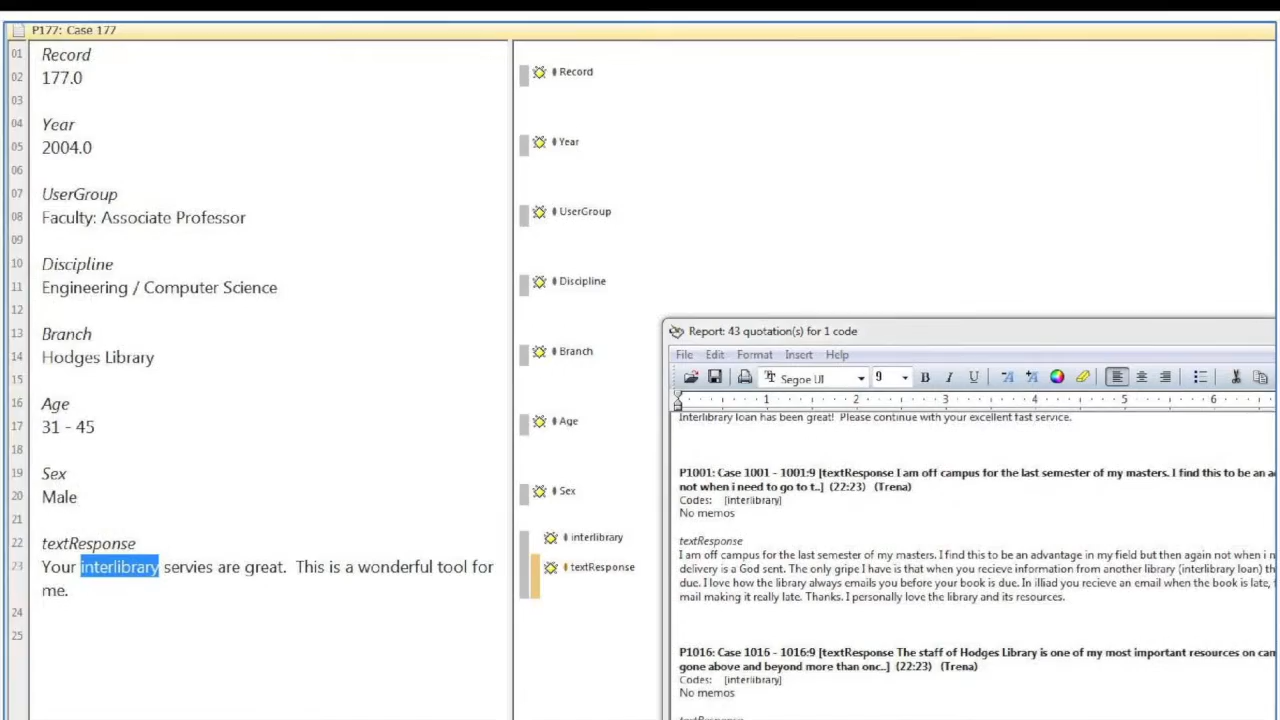 P177: Case 177
01 Record
02 177.0
03
04 Year
05 2004.0
06
07 UserGroup
08 Faculty: Associate Professor
09
10 Discipline
11 Engineering / Computer Science
12
13 Branch
14 Hodges Library
15
16 Age
17 31 - 45
18
19 Sex
20 Male
21
22 textResponse
23 Your interlibrary servies are great. This is a wonderful tool for
me.
24
25
Record
Year
UserGroup
Discipline
Branch
Age
Sex
interlibrary
textResponse
Report: 43 quotation(s) for 1 code
File Edit Format Insert Help
Segoe UI 9 B I U A A
1 2 3 4 5 6
Interlibrary loan has been great! Please continue with your excellent fast service.
P1001: Case 1001 - 1001:9 [textResponse I am off campus for the last semester of my masters. I find this to be an
not when i need to go to t..] (22:23) (Trena)
Codes: [interlibrary]
No memos
textResponse
I am off campus for the last semester of my masters. I find this to be an advantage in my field but then again not when i
delivery is a God sent. The only gripe I have is that when you recieve information from another library (interlibrary loan)
due. I love how the library always emails you before your book is due. In illiad you recieve an email when the book is late,
mail making it really late. Thanks. I personally love the library and its resources.
P1016: Case 1016 - 1016:9 [textResponse The staff of Hodges Library is one of my most important resources on
gone above and beyond more than onc..] (22:23) (Trena)
Codes: [interlibrary]
No memos